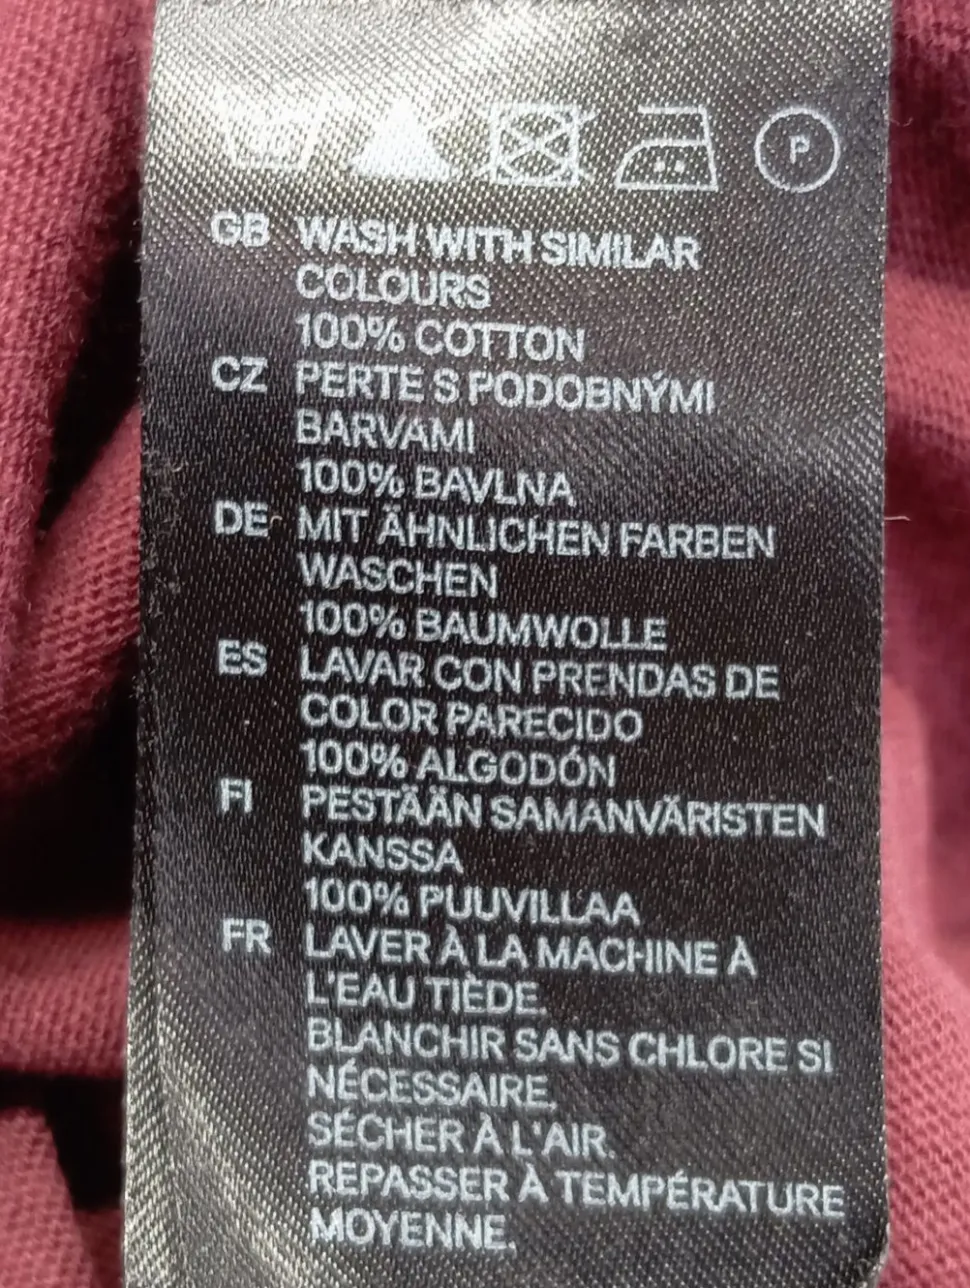 P
GB WASH WITH SIMILAR
COLOURS
100% COTTON
CZ PERTE S PODOBNÝMI
BARVAMI
100% BAVLNA
DE MIT ÄHNLICHEN FARBEN
WASCHEN
100% BAUMWOLLE
ES LAVAR CON PRENDAS DE
COLOR PARECIDO
100% ALGODÓN
FI PESTÄÄN SAMANVÄRISTEN
KANSSA
100% PUUVILLAA
FR LAVER À LA MACHINE À
L'EAU TIÈDE.
BLANCHIR SANS CHLORE SI
NÉCESSAIRE.
SÉCHER À L'AIR.
REPASSER À TEMPÉRATURE
MOYENNE.